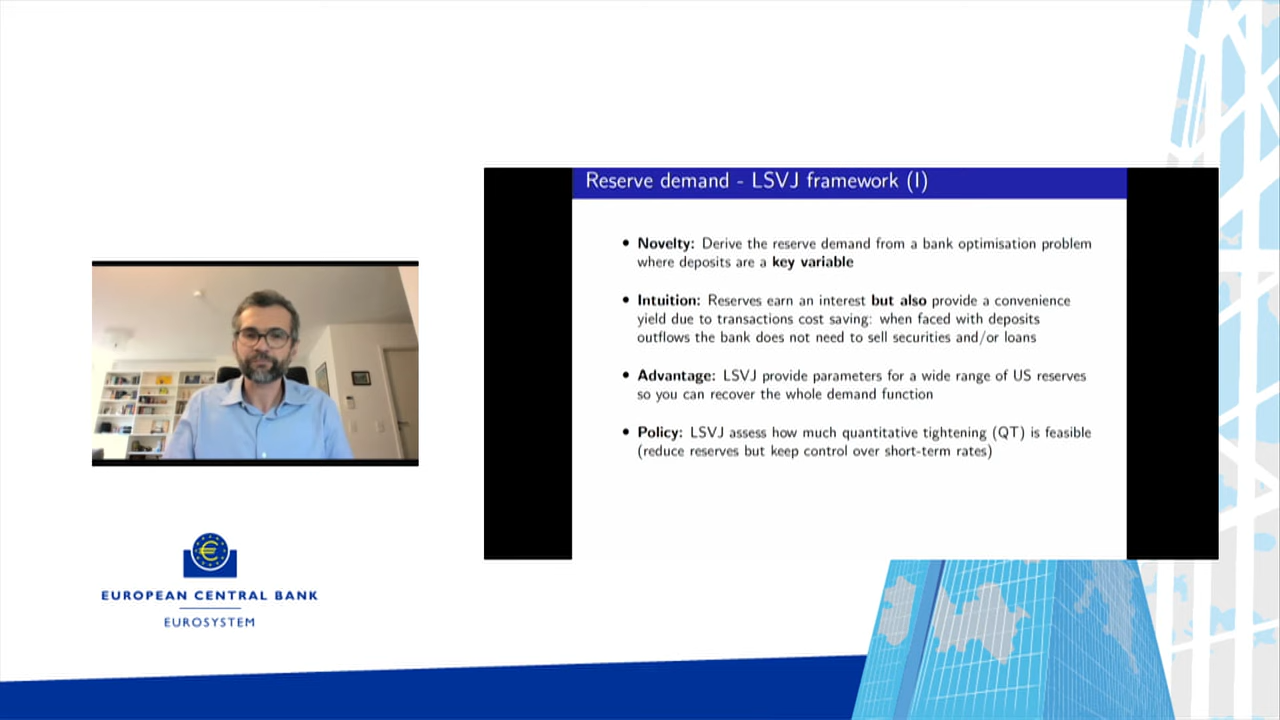 Reserve demand - LSVJ framework (I)
• Novelty: Derive the reserve demand from a bank optimisation problem
where deposits are a key variable
• Intuition: Reserves earn an interest but also provide a convenience
yield due to transactions cost saving: when faced with deposits
outflows the bank does not need to sell securities and/or loans
• Advantage: LSVJ provide parameters for a wide range of US reserves
so you can recover the whole demand function
• Policy: LSVJ assess how much quantitative tightening (QT) is feasible
(reduce reserves but keep control over short-term rates)
EUROPEAN CENTRAL BANK
EUROSYSTEM